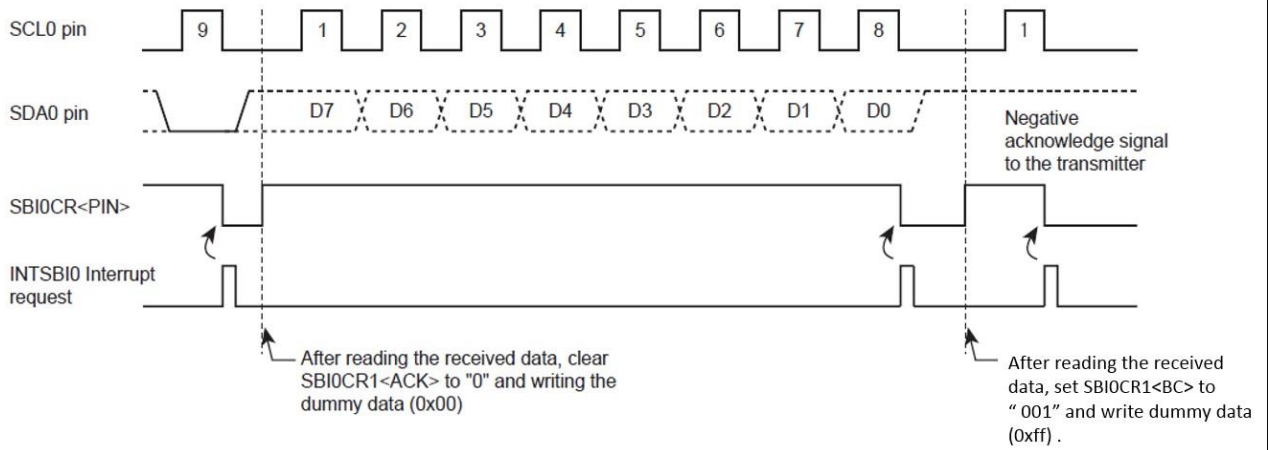 SCL0 pin
9 1 2 3 4 5 6 7 8 1
SDA0 pin
D7 D6 D5 D4 D3 D2 D1 D0
Negative
acknowledge signal
to the transmitter
SBI0CR<PIN>
INTSBI0 Interrupt
request
After reading the received data, clear
SBI0CR1<ACK> to "0" and writing the
dummy data (0x00)
After reading the received
data, set SBI0CR1<BC> to
“ 001” and write dummy data
(0xff) .